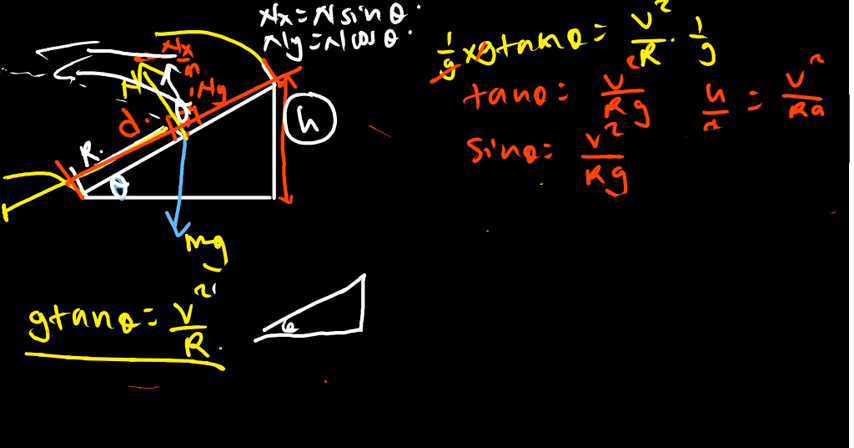 Nx = N sin θ
Ny = N cos θ
Nx
N
Ny
θ
d
R
θ
h
mg
1/g x g tan θ = v²/R · 1/g
tan θ = v²/Rg
h/d = v²/Rg
sin θ = v²/Rg
g tan θ = v²/R
θ